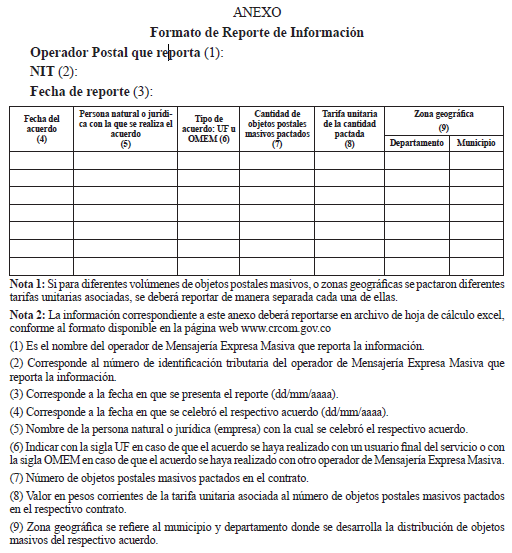 ANEXO
Formato de Reporte de Información
Operador Postal que reporta (1):
NIT (2):
Fecha de reporte (3):
Fecha del
acuerdo
(4)
Persona natural o jurídi-
ca con la que se realiza el
acuerdo
(5)
Tipo de
acuerdo: UF u
OMEM (6)
Cantidad de
objetos postales
masivos pactados
(7)
Tarifa unitaria
de la cantidad
pactada
(8)
Zona geográfica
(9)
Departamento
Municipio
Nota 1: Si para diferentes volúmenes de objetos postales masivos, o zonas geográficas se pactaron diferentes
tarifas unitarias asociadas, se deberá reportar de manera separada cada una de ellas.
Nota 2: La información correspondiente a este anexo deberá reportarse en archivo de hoja de cálculo excel,
conforme al formato disponible en la página web www.crcom.gov.co
(1) Es el nombre del operador de Mensajería Expresa Masiva que reporta la información.
(2) Corresponde al número de identificación tributaria del operador de Mensajería Expresa Masiva que
reporta la información.
(3) Corresponde a la fecha en que se presenta el reporte (dd/mm/aaaa).
(4) Corresponde a la fecha en que se celebró el respectivo acuerdo (dd/mm/aaaa).
(5) Nombre de la persona natural o jurídica (empresa) con la cual se celebró el respectivo acuerdo.
(6) Indicar con la sigla UF en caso de que el acuerdo se haya realizado con un usuario final del servicio o con
la sigla OMEM en caso de que el acuerdo se haya realizado con otro operador de Mensajería Expresa Masiva.
(7) Número de objetos postales masivos pactados en el contrato.
(8) Valor en pesos corrientes de la tarifa unitaria asociada al número de objetos postales masivos pactados
en el respectivo contrato.
(9) Zona geográfica se refiere al municipio y departamento donde se desarrolla la distribución de objetos
masivos del respectivo acuerdo.